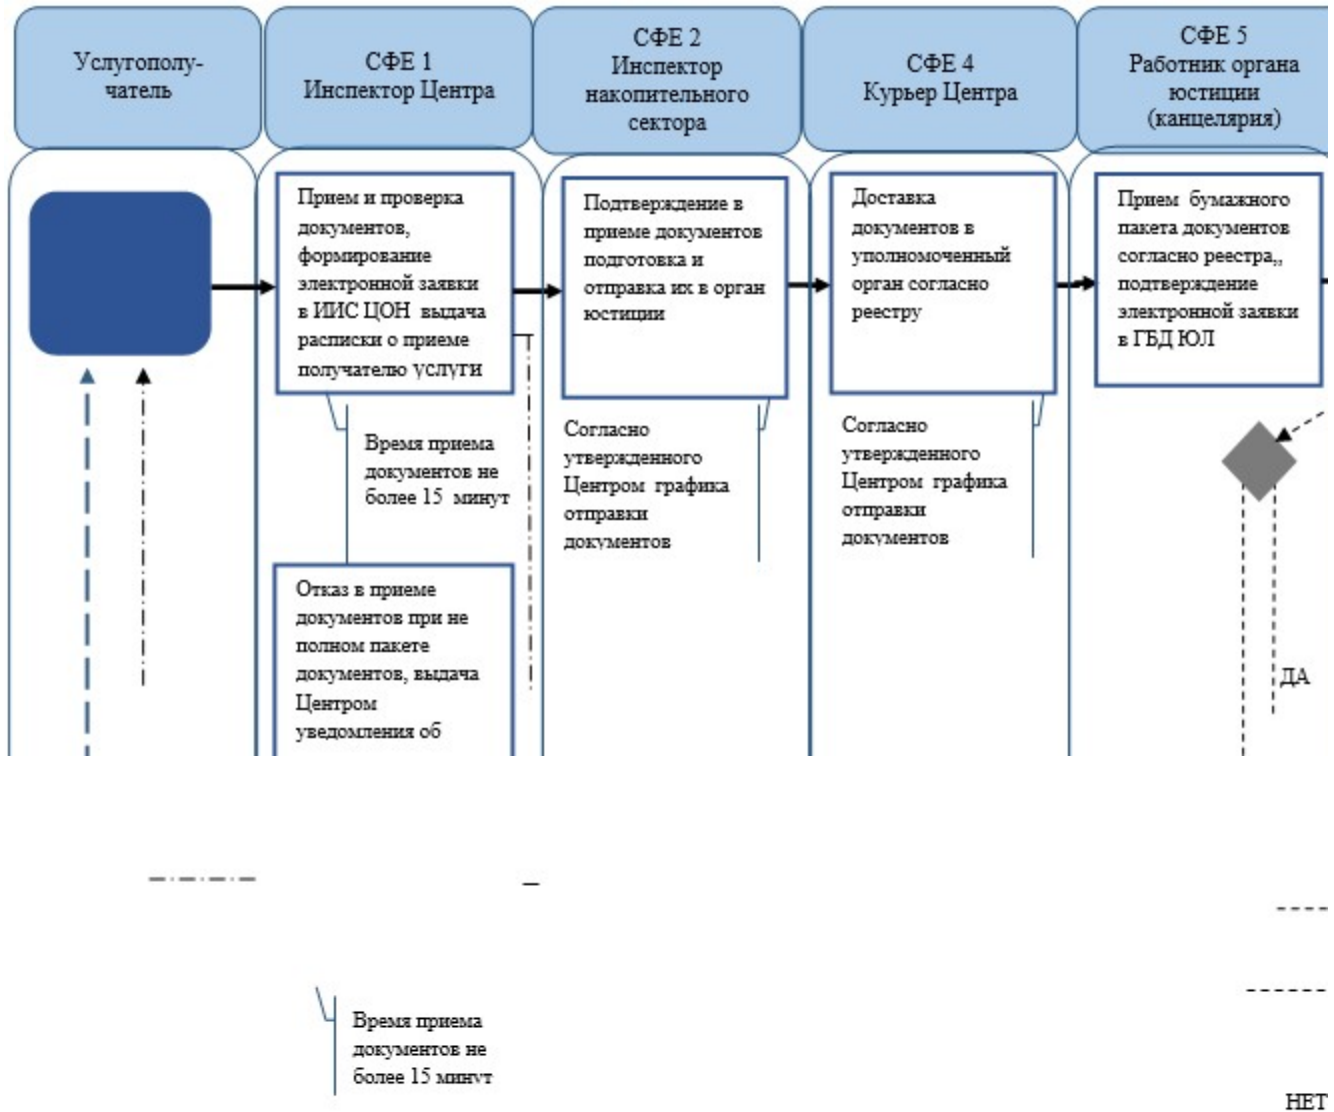 Услугополу-
чатель
СФЕ 1
Инспектор Центра
СФЕ 2
Инспектор
накопительного
сектора
СФЕ 4
Курьер Центра
СФЕ 5
Работник органа
юстиции
(канцелярия)
Прием и проверка
документов,
формирование
электронной заявки
в ИИС ЦОН выдача
расписки о приеме
получателю услуги
Подтверждение в
приеме документов
подготовка и
отправка их в орган
юстиции
Доставка
документов в
уполномоченный
орган согласно
реестру
Прием бумажного
пакета документов
согласно реестра,,
подтверждение
электронной заявки
в ГБД ЮЛ
Время приема
документов не
более 15 минут
Согласно
утвержденного
Центром графика
отправки
документов
Согласно
утвержденного
Центром графика
отправки
документов
Отказ в приеме
документов при не
полном пакете
документов, выдача
Центром
уведомления об
ДА
Время приема
документов не
более 15 минут
НЕТ